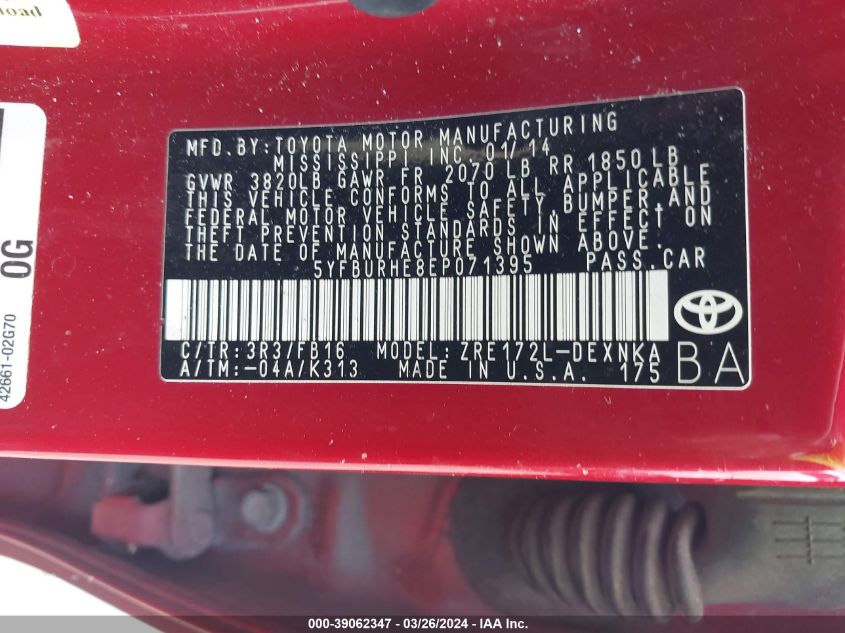 oad
0G
42661-02G70
MFD. BY: TOYOTA MOTOR MANUFACTURING
MISSISSIPPI INC. 01/14
GVWR 3820LB GAWR FR 2070 LB RR 1850 LB
THIS VEHICLE CONFORMS TO ALL APPLICABLE
FEDERAL MOTOR VEHICLE SAFETY, BUMPER, AND
THEFT PREVENTION STANDARDS IN EFFECT ON
THE DATE OF MANUFACTURE SHOWN ABOVE.
5YFBURHE8EP071395 PASS. CAR
C/TR: 3R3/FB16 MODEL: ZRE172L-DEXNKA
A/TM: -04A/K313 MADE IN U.S.A. 175
BA
000-39062347 / 03/26/2024 - IAA Inc.